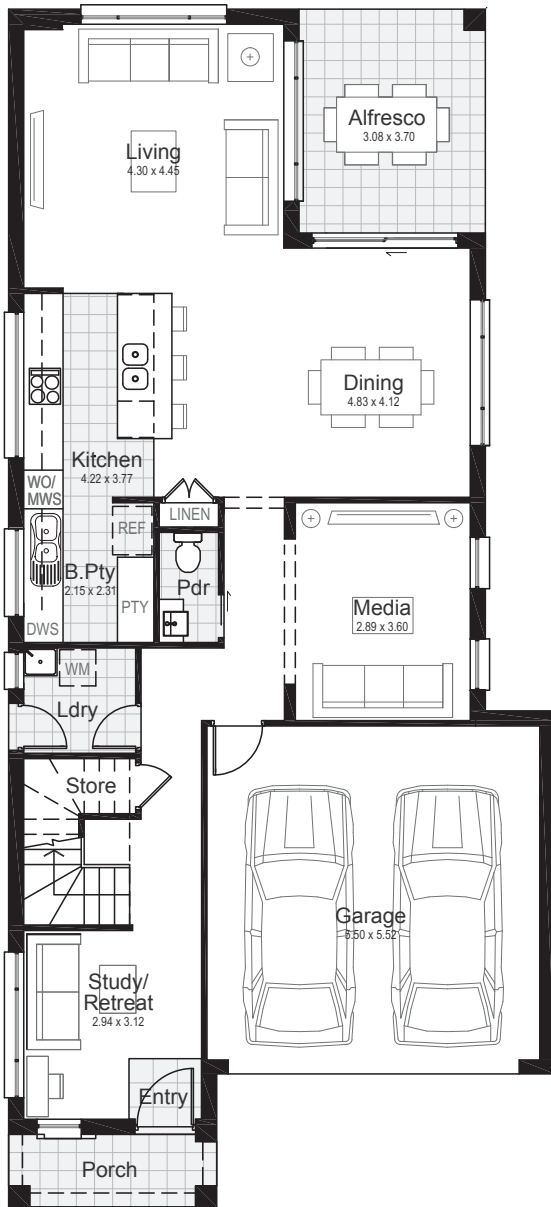 Alfresco
3.08 x 3.70
Living
4.30 x 4.45
Dining
4.83 x 4.12
Kitchen
4.22 x 3.77
WO/
MWS
LINEN
REF
B.Pty
2.15 x 2.31
Pdr
PTY
DWS
Media
2.89 x 3.60
WM
Ldry
Store
Garage
5.50 x 5.52
Study/
Retreat
2.94 x 3.12
Entry
Porch